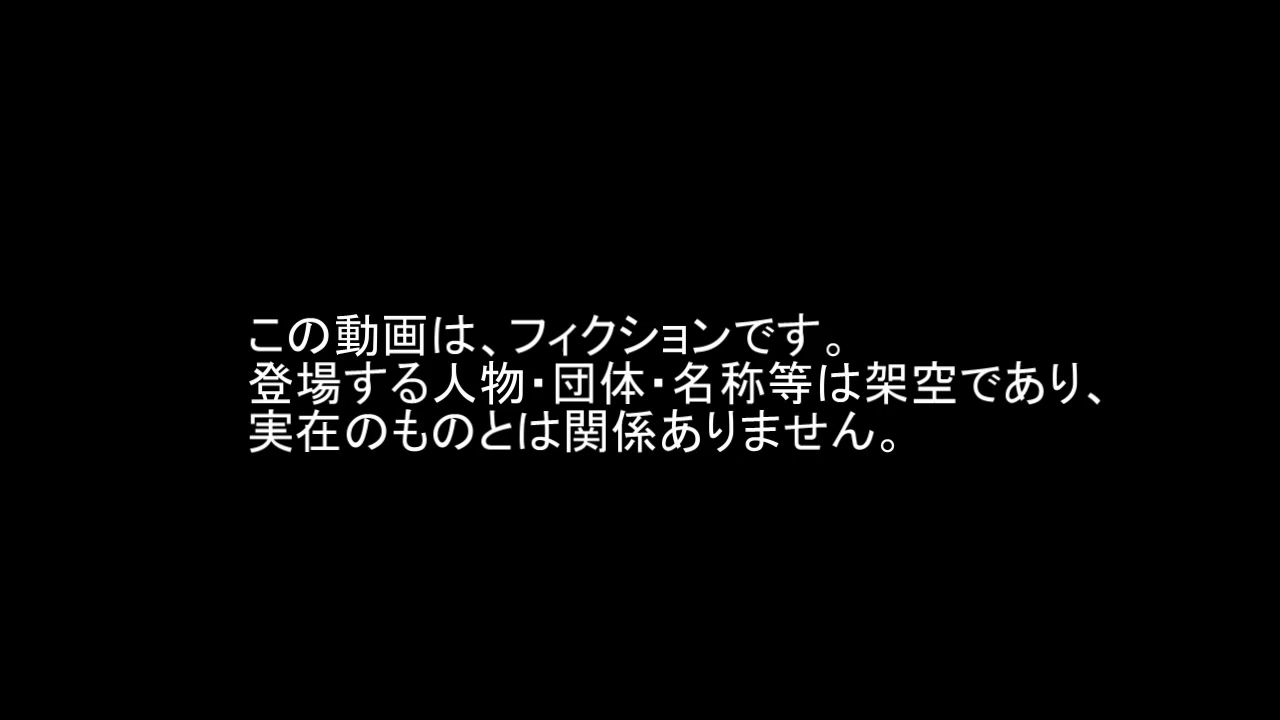 この動画は、フィクションです。
登場する人物・団体・名称等は架空であり、
実在のものとは関係ありません。